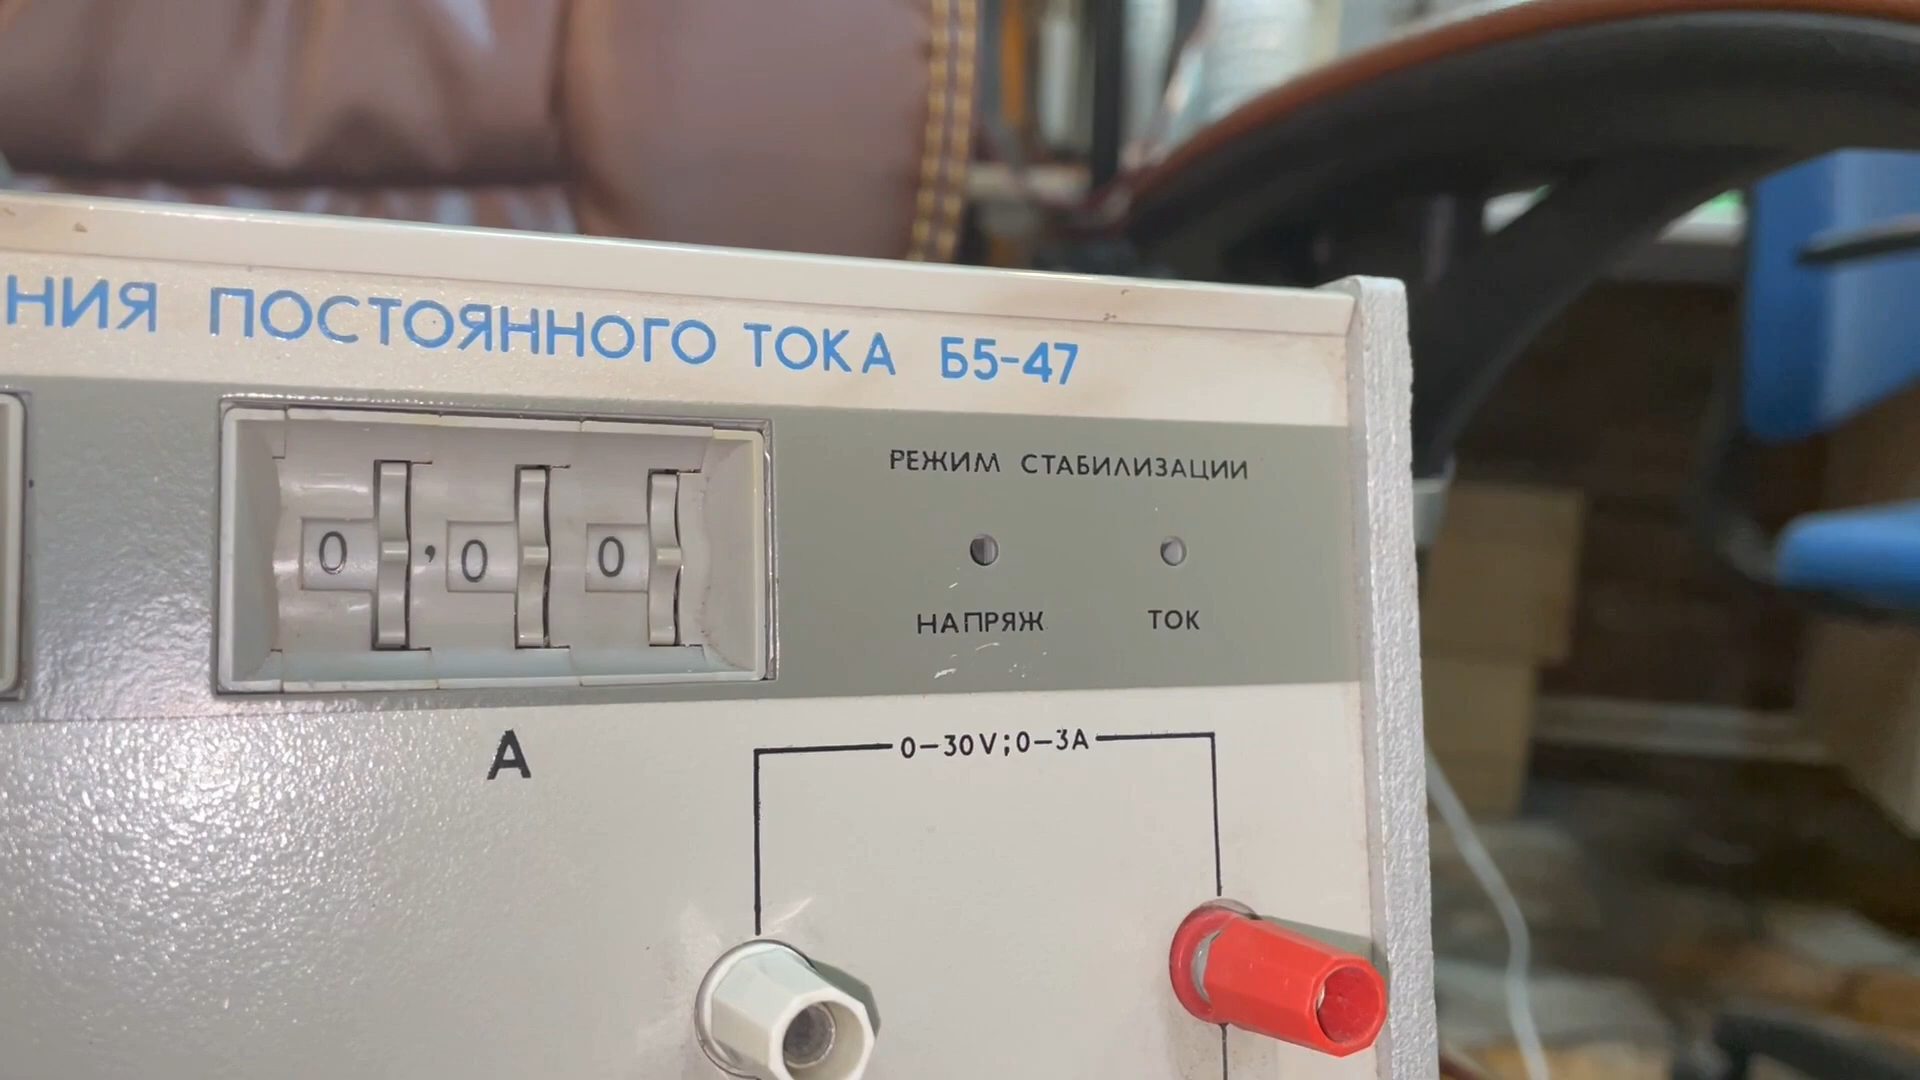 НИЯ ПОСТОЯННОГО ТОКА Б5-47
РЕЖИМ СТАБИЛИЗАЦИИ
0,00
НАПРЯЖ ТОК
А
0-30V;0-3A